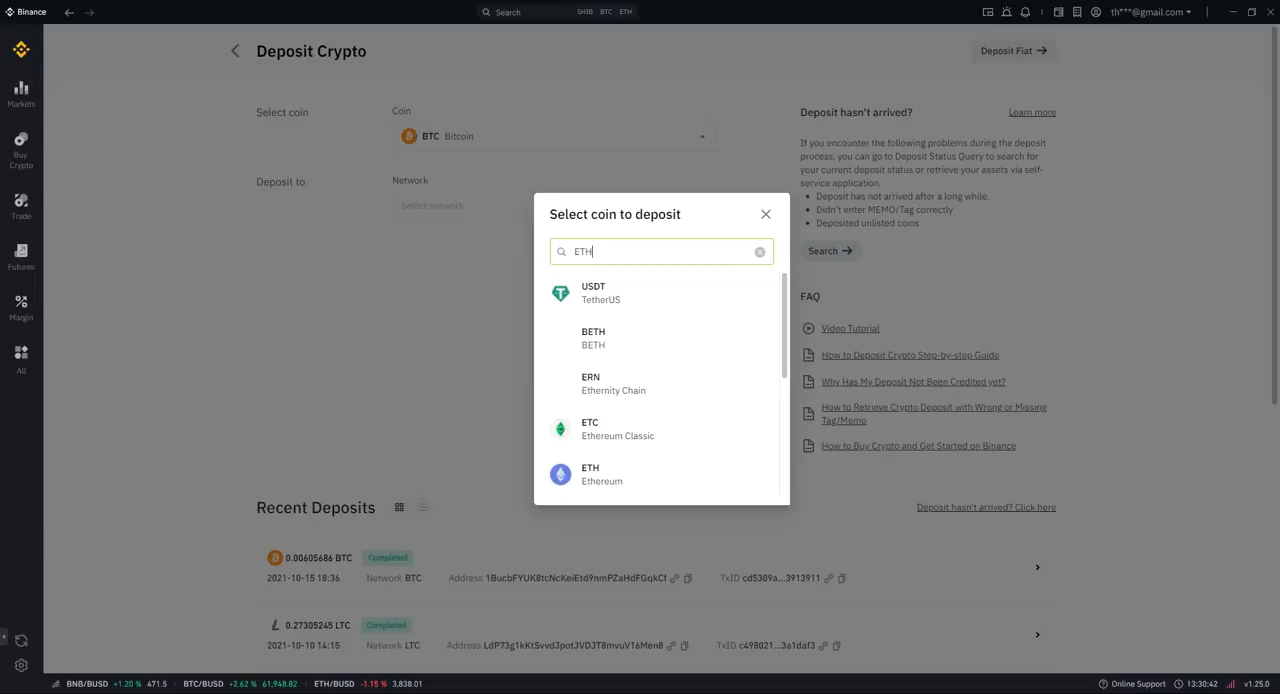 Binance
Search SHIB BTC ETH
th***@gmail.com
Markets
Buy
Crypto
Trade
Futures
Margin
All
Deposit Crypto
Deposit Fiat
Select coin
Coin
BTC Bitcoin
Deposit to
Network
Select network
Deposit hasn't arrived?
Learn more
If you encounter the following problems during the deposit
process, you can go to Deposit Status Query to search for
your current deposit status or retrieve your assets via self-
service application.
• Deposit has not arrived after a long while.
• Didn't enter MEMO/Tag correctly
• Deposited unlisted coins
Search
FAQ
Video Tutorial
How to Deposit Crypto Step-by-step Guide
Why Has My Deposit Not Been Credited yet?
How to Retrieve Crypto Deposit with Wrong or Missing
Tag/Memo
How to Buy Crypto and Get Started on Binance
Select coin to deposit
ETH
USDT
TetherUS
BETH
BETH
ERN
Ethernity Chain
ETC
Ethereum Classic
ETH
Ethereum
Recent Deposits
Deposit hasn't arrived? Click here
0.00605686 BTC Completed
2021-10-15 18:36 Network BTC Address 1BucbFYUK8tcNcKeiEtd9nmPZaHdFGqkCf TxID cd5309a...3913911
0.27305245 LTC Completed
2021-10-10 14:15 Network LTC Address LdP73g1kKtSvvdJpotJVDJT8mvuV16Men8 TxID c498021...3a1daf3
BNB/BUSD +1.20 % 471.5 BTC/BUSD +2.62 % 61,948.82 ETH/BUSD -1.15 % 3,838.01
Online Support 13:30:42 v1.25.0